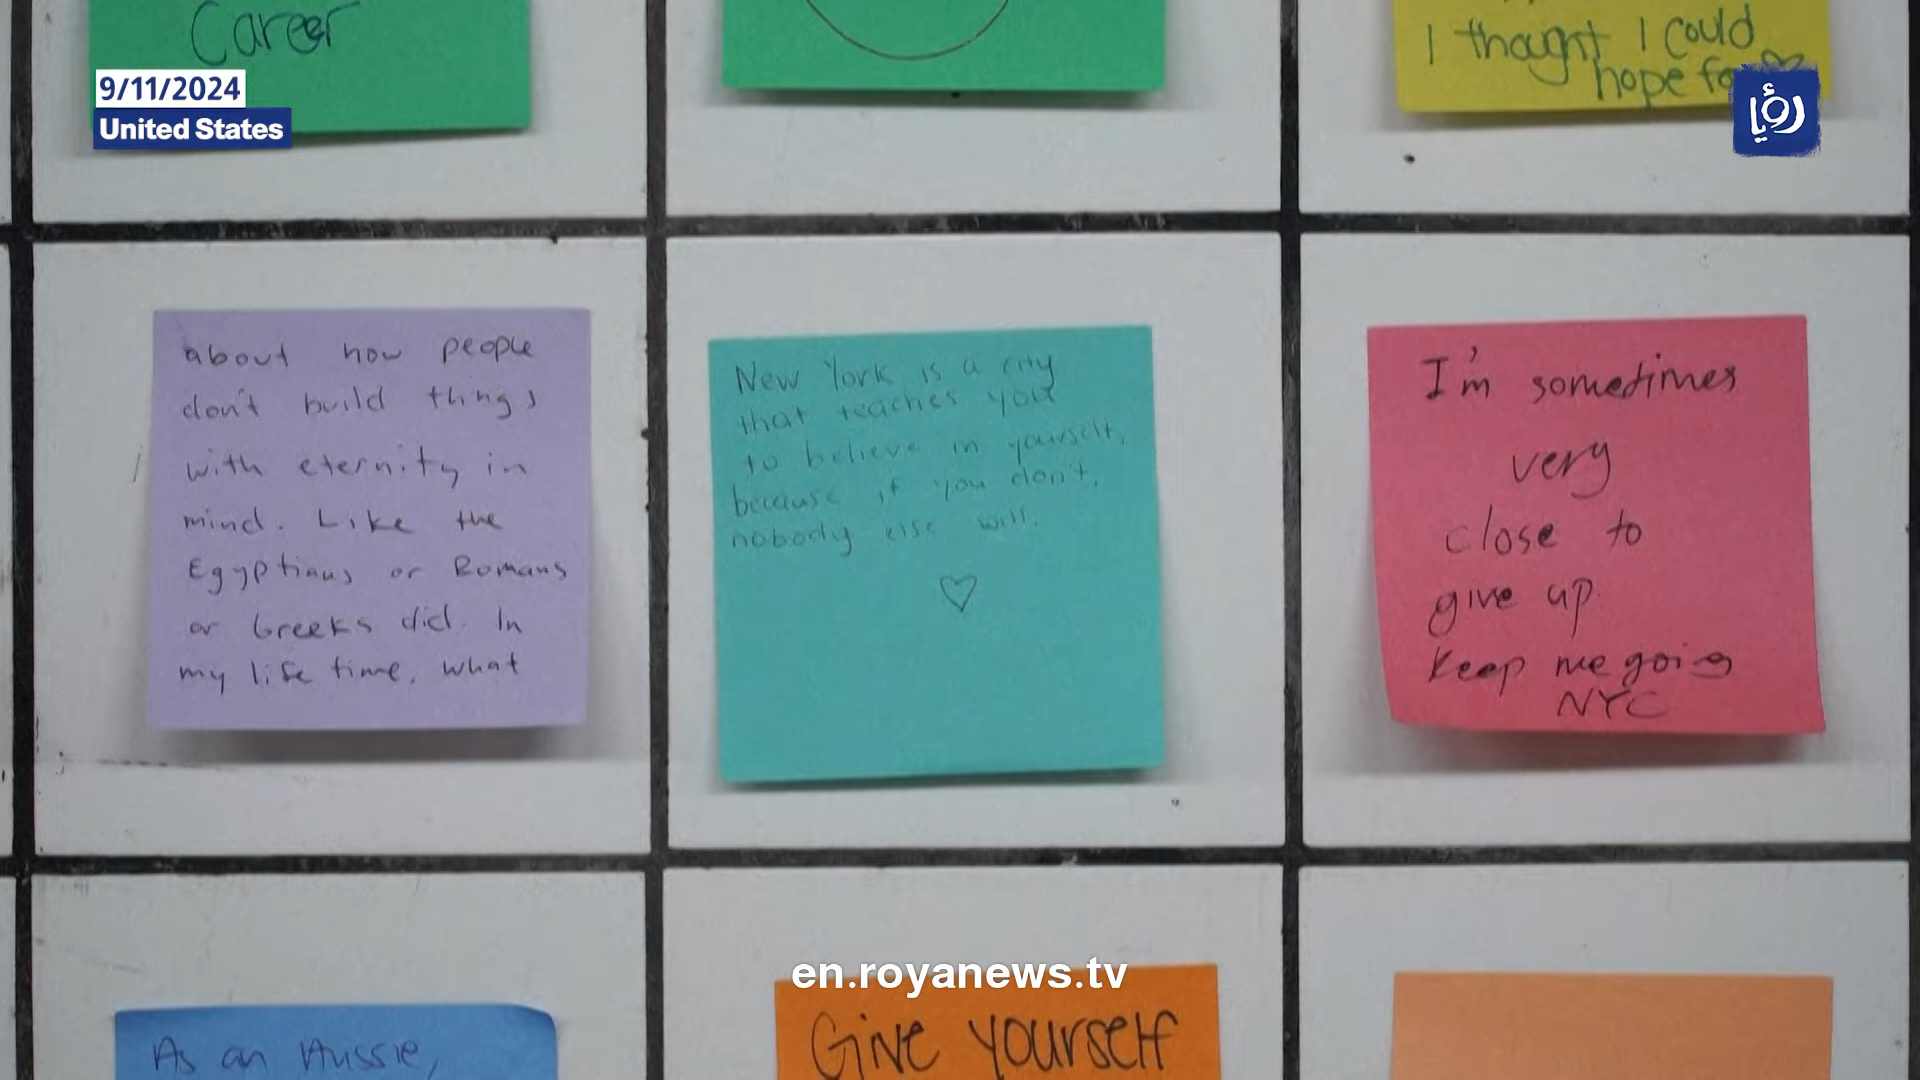 Career
I thought I could
hope for
9/11/2024
United States
رؤيا
about how people
don't build things
with eternity in
mind. Like the
Egyptians or Romans
or Greeks did. In
my life time, what
New York is a city
that teaches you
to believe in yourself,
because if you don't,
nobody else will.
I'm sometimes
very
close to
give up
Keep me going
NYC
en.royanews.tv
As an Aussie,
Give yourself